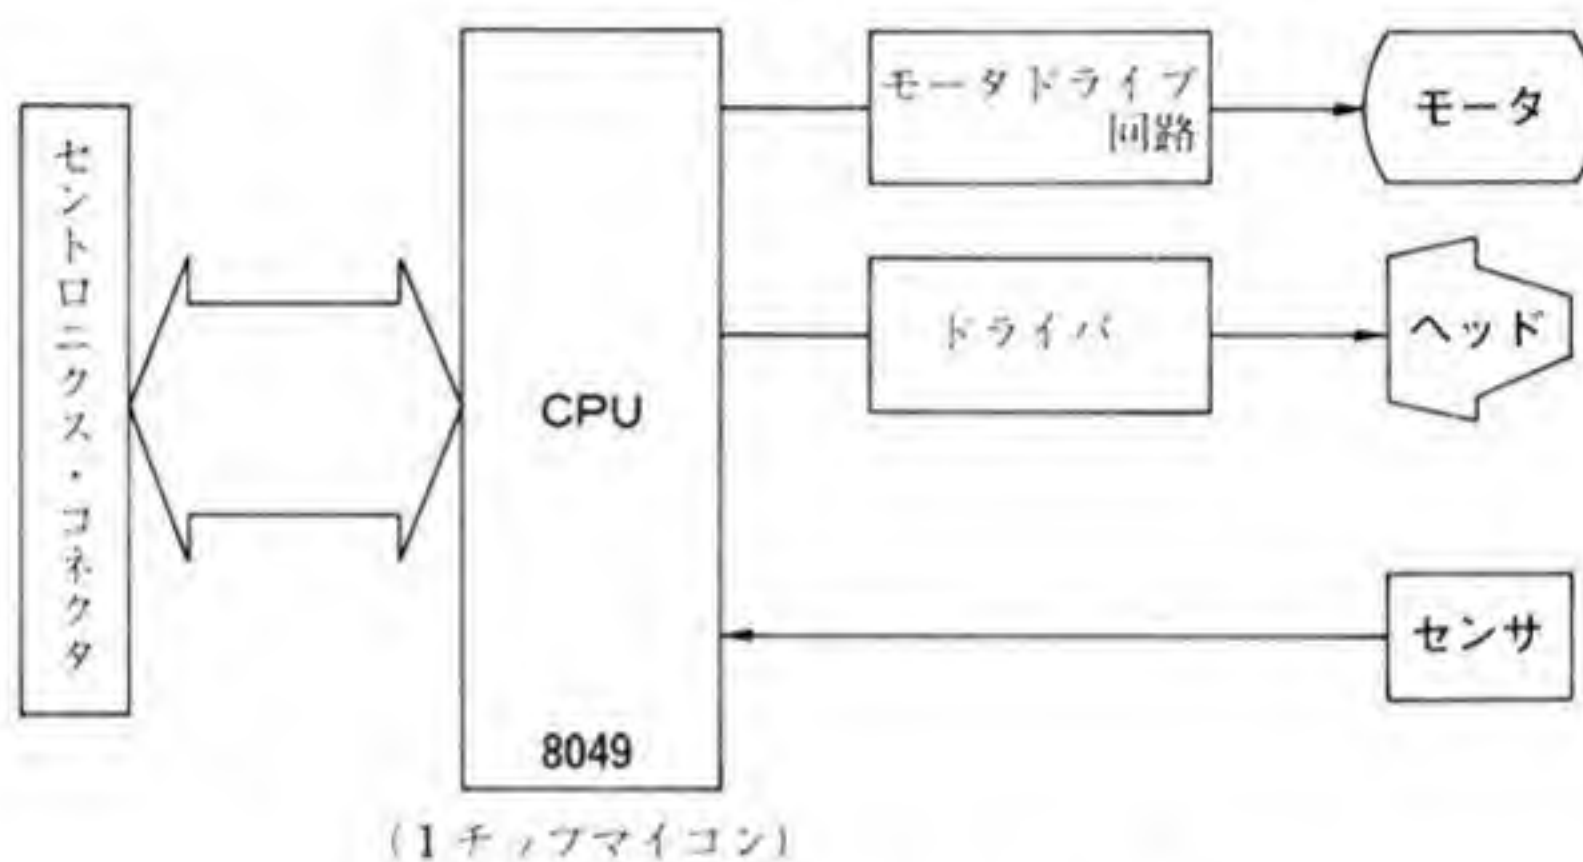 セントロニクス・コネクタ
CPU
8049
(1チップマイコン)
モータドライブ
回路
モータ
ドライバ
ヘッド
センサ